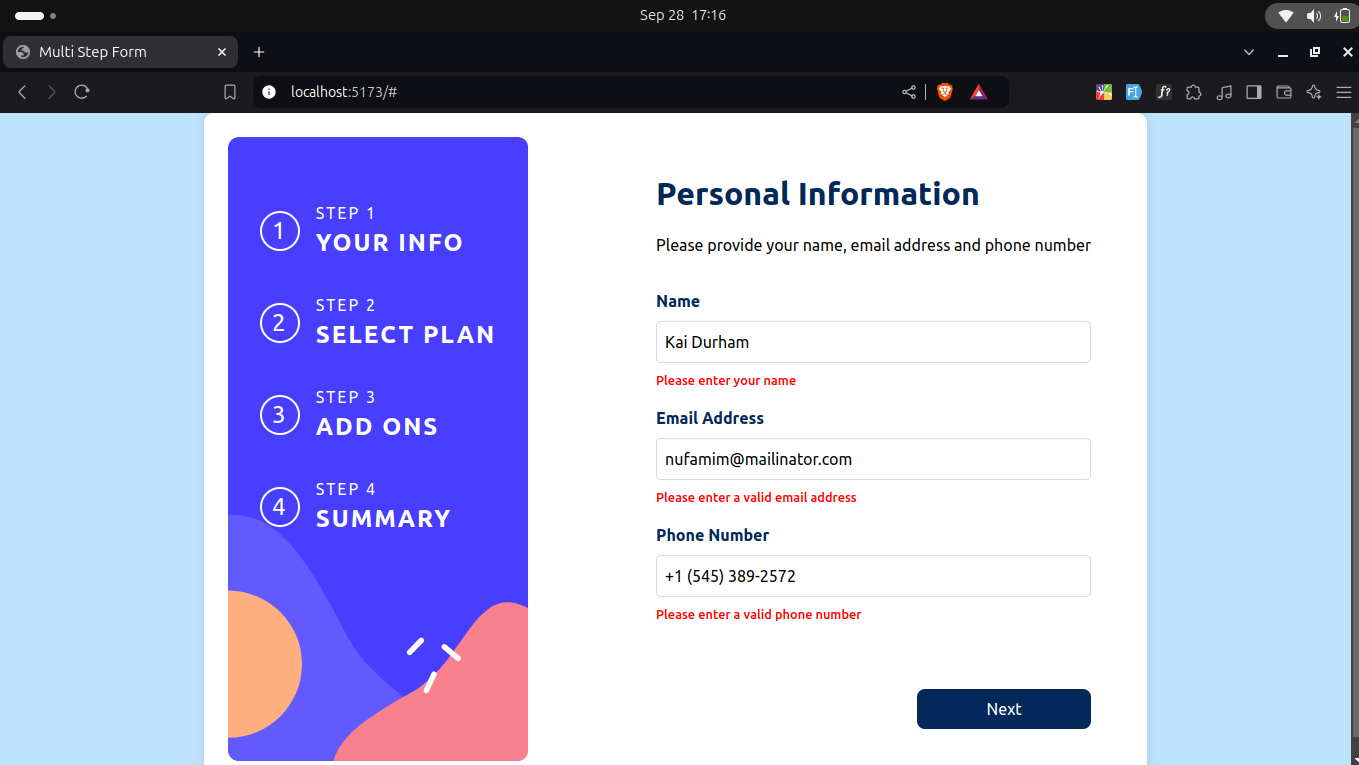 Sep 28 17:16
Multi Step Form
localhost:5173/#
1
STEP 1
YOUR INFO
2
STEP 2
SELECT PLAN
3
STEP 3
ADD ONS
4
STEP 4
SUMMARY
Personal Information
Please provide your name, email address and phone number
Name
Kai Durham
Please enter your name
Email Address
nufamim@mailinator.com
Please enter a valid email address
Phone Number
+1 (545) 389-2572
Please enter a valid phone number
Next